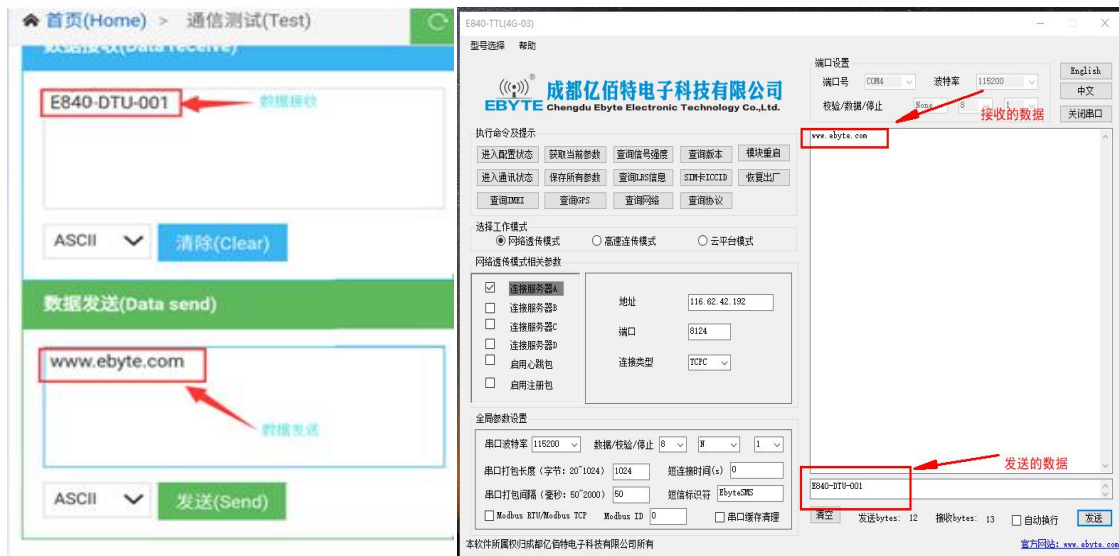 首页(Home) > 通信测试(Test)
数据接收(Data receive)
E840-DTU-001
数据接收
ASCII
清除(Clear)
数据发送(Data send)
www.ebyte.com
数据发送
ASCII
发送(Send)
E840-TTL(4G-03)
型号选择 帮助
EBYTE
®
成都亿佰特电子科技有限公司
Chengdu Ebyte Electronic Technology Co.,Ltd.
端口设置
端口号 COM4 波特率 115200
校验/数据/停止 None 8 1
English
中文
关闭串口
接收的数据
执行命令及提示
进入配置状态 获取当前参数 查询信号强度 查询版本 模块重启
进入通讯状态 保存所有参数 查询LBS信息 SIM卡ICCID 恢复出厂
查询IMEI 查询GPS 查询网络 查询协议
选择工作模式
网络透传模式 高速连传模式 云平台模式
网络透传模式相关参数
连接服务器A
连接服务器B
连接服务器C
连接服务器D
启用心跳包
启用注册包
地址 116.62.42.192
端口 8124
连接类型 TCPC
全局参数设置
串口波特率 115200 数据/校验/停止 8 N 1
串口打包长度 (字节: 20~1024) 1024 短连接时间(s) 0
串口打包间隔 (毫秒: 50~2000) 50 短信标识符 EbyteSMS
Modbus RTU/Modbus TCP Modbus ID 0 串口缓存清理
本软件所属权归成都亿佰特电子科技有限公司所有
www.ebyte.com
发送的数据
E840-DTU-001
清空 发送bytes: 12 接收bytes: 13 自动换行 发送
官方网站: www.ebyte.com